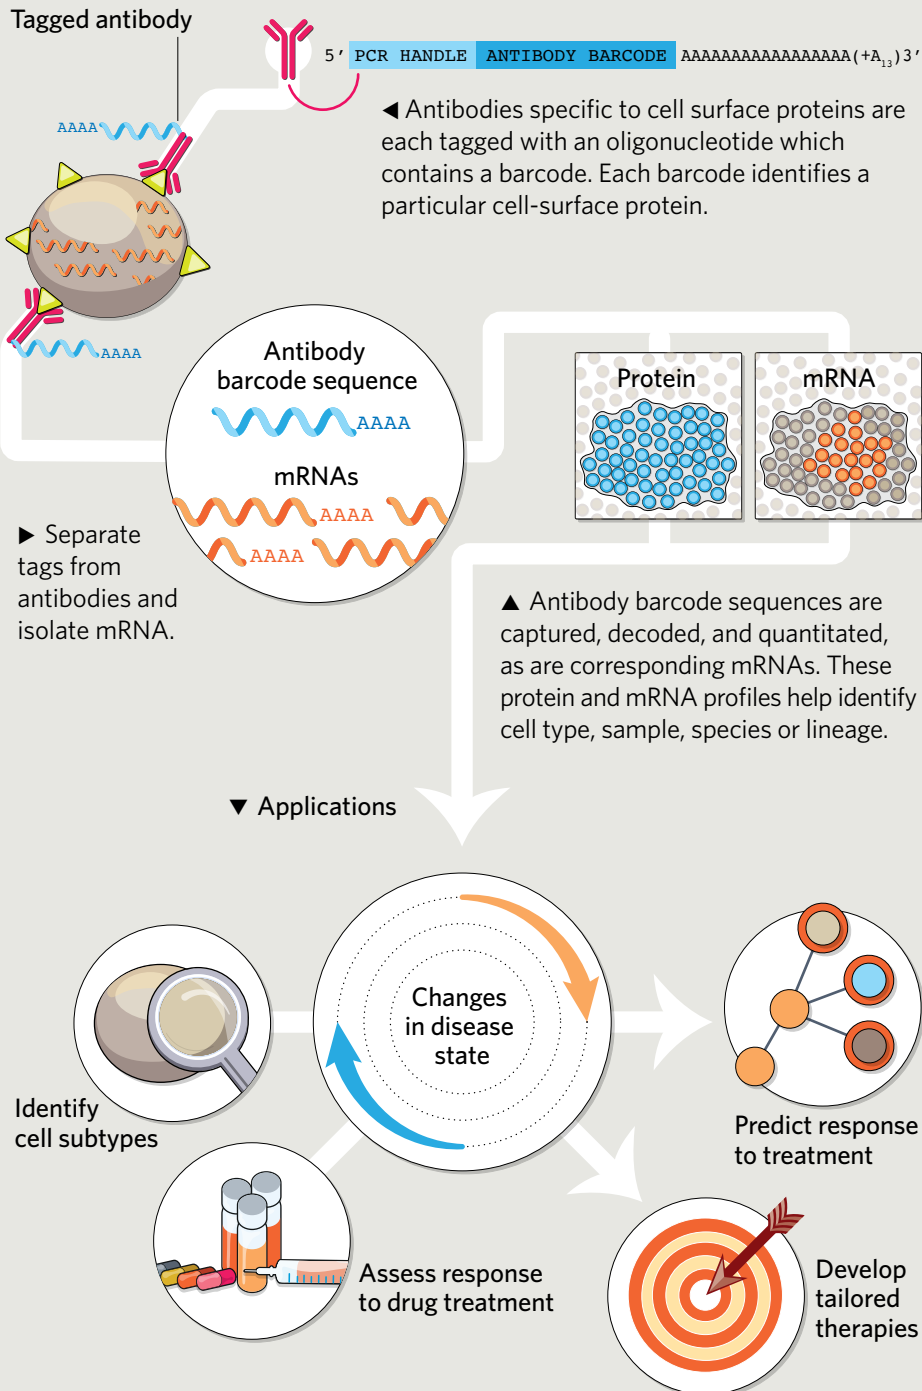 Tagged antibody
5’ PCR HANDLE ANTIBODY BARCODE AAAAAAAAAAAAAAAAA(+A13)3’
◀ Antibodies specific to cell surface proteins are
each tagged with an oligonucleotide which
contains a barcode. Each barcode identifies a
particular cell-surface protein.
AAAA
AAAA
Antibody
barcode sequence
AAAA
mRNAs
AAAA
AAAA
Protein
mRNA
▶ Separate
tags from
antibodies and
isolate mRNA.
▲ Antibody barcode sequences are
captured, decoded, and quantitated,
as are corresponding mRNAs. These
protein and mRNA profiles help identify
cell type, sample, species or lineage.
▼ Applications
Changes
in disease
state
Identify
cell subtypes
Predict response
to treatment
Assess response
to drug treatment
Develop
tailored
therapies